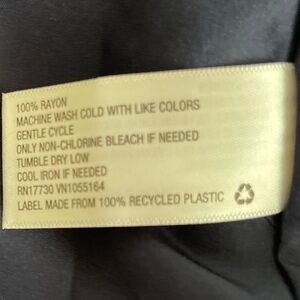 100% RAYON
MACHINE WASH COLD WITH LIKE COLORS
GENTLE CYCLE
ONLY NON-CHLORINE BLEACH IF NEEDED
TUMBLE DRY LOW
COOL IRON IF NEEDED
RN17730 VN1055164
LABEL MADE FROM 100% RECYCLED PLASTIC